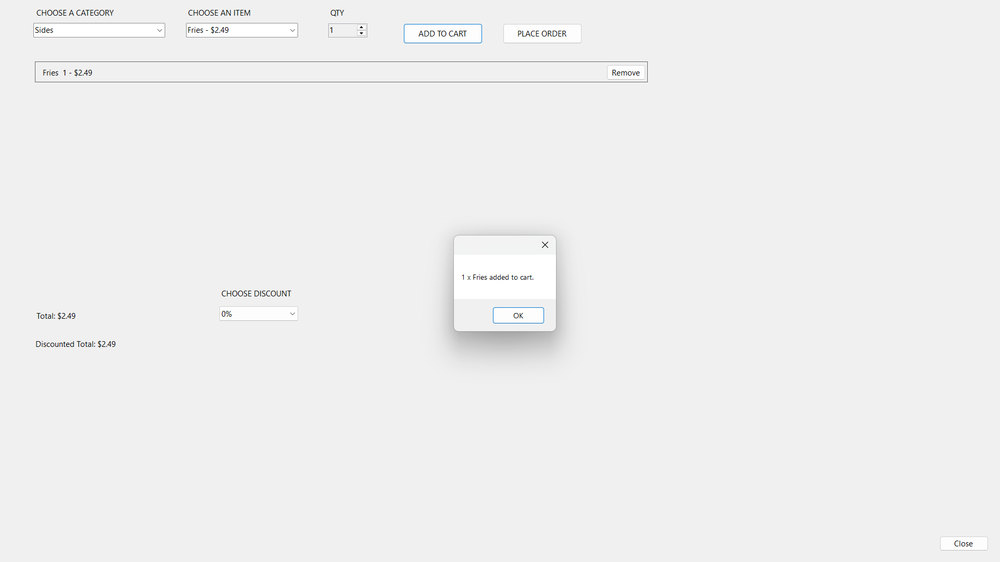 CHOOSE A CATEGORY
CHOOSE AN ITEM
QTY
Sides
Fries - $2.49
1
ADD TO CART
PLACE ORDER
Fries  1 - $2.49
Remove
1 x Fries added to cart.
OK
CHOOSE DISCOUNT
0%
Total: $2.49
Discounted Total: $2.49
Close